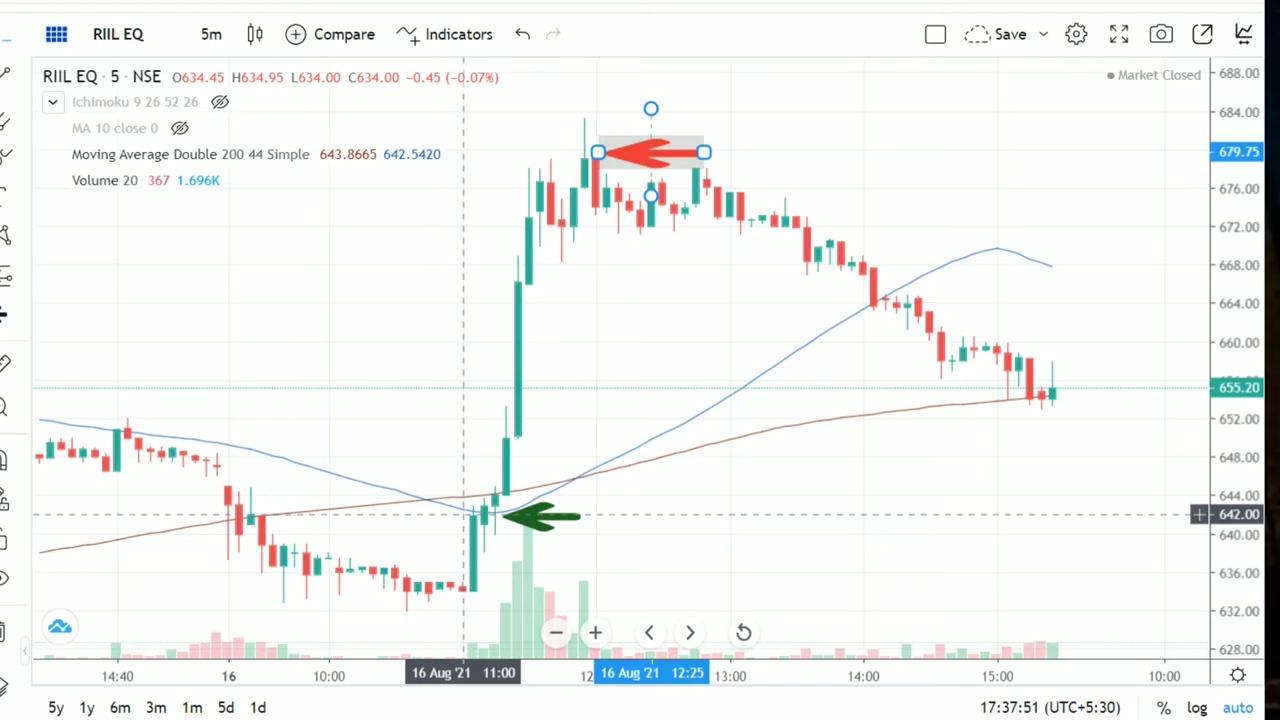 RIIL EQ 5m Compare Indicators Save
RIIL EQ · 5 · NSE O634.45 H634.95 L634.00 C634.00 −0.45 (−0.07%)
Market Closed
Ichimoku 9 26 52 26
MA 10 close 0
Moving Average Double 200 44 Simple 643.8665 642.5420
Volume 20 367 1.696K
688.00
684.00
679.75
676.00
672.00
668.00
664.00
660.00
655.20
652.00
648.00
644.00
642.00
640.00
636.00
632.00
628.00
14:40 16 10:00 16 Aug '21 11:00 12 16 Aug '21 12:25 13:00 14:00 15:00 10:00
5y 1y 6m 3m 1m 5d 1d 17:37:51 (UTC+5:30) % log auto